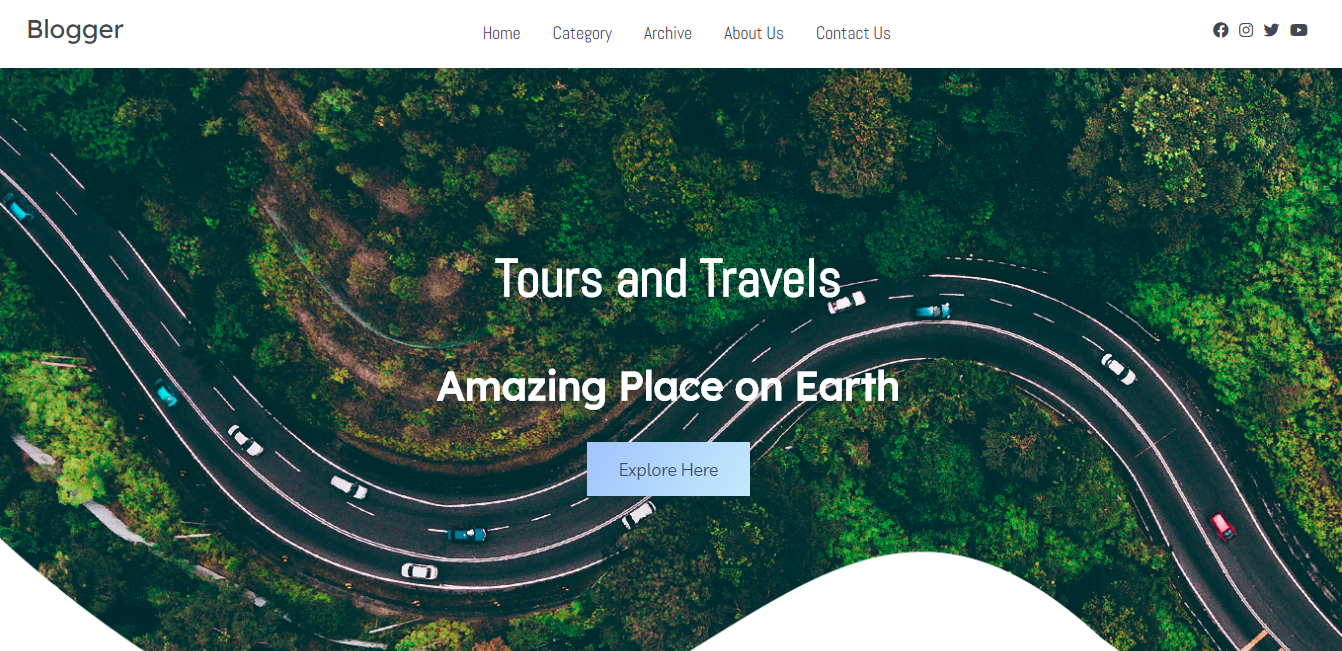 Blogger
Home Category Archive About Us Contact Us
Tours and Travels
Amazing Place on Earth
Explore Here